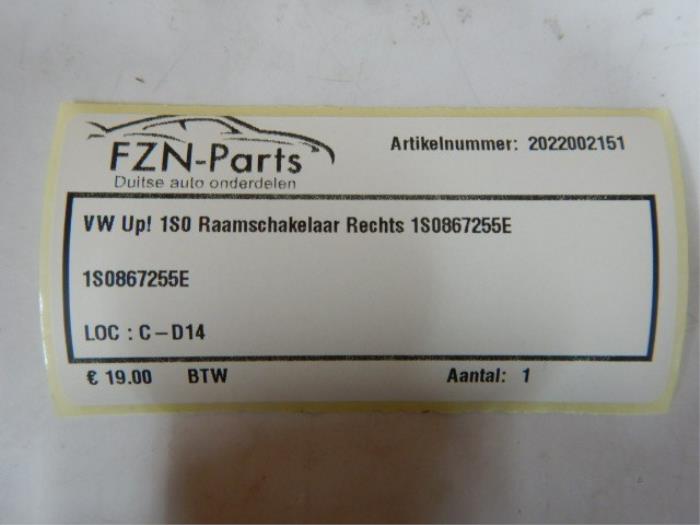 FZN-Parts
Duitse auto onderdelen
Artikelnummer: 2022002151
VW Up! 1S0 Raamschakelaar Rechts 1S0867255E
1S0867255E
LOC : C-D14
€ 19.00 BTW Aantal: 1